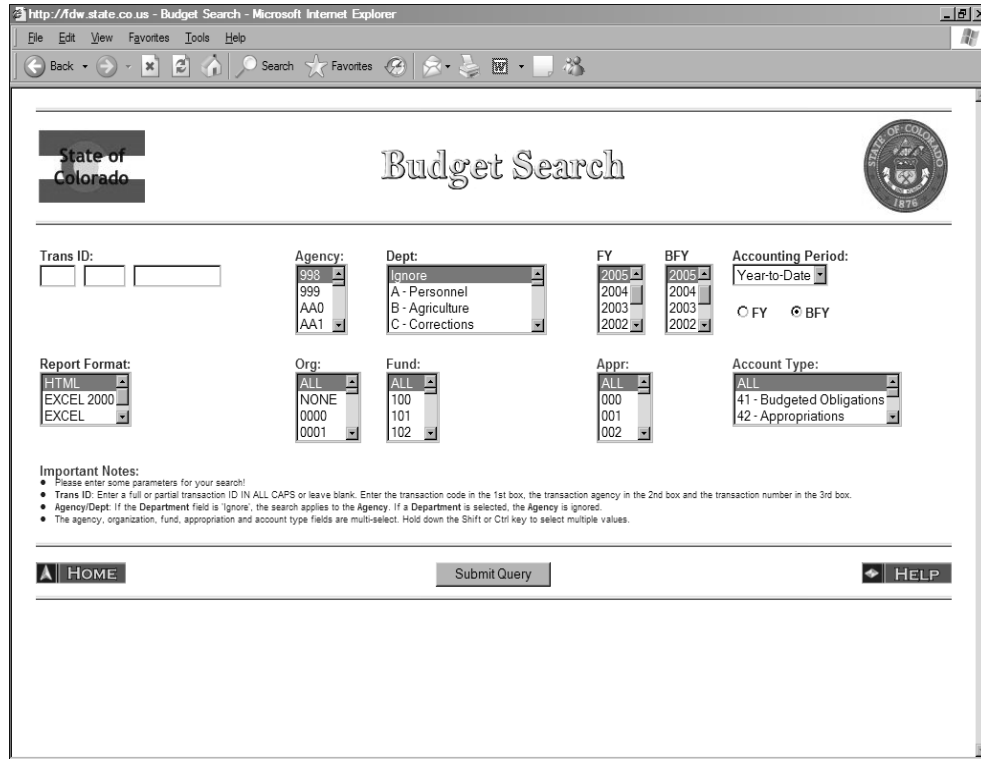 http://fdw.state.co.us - Budget Search - Microsoft Internet Explorer
File Edit View Favorites Tools Help
Back Search Favorites
State of
Colorado
Budget Search
STATE OF COLORADO
1876
Trans ID:
Agency:
998
999
AA0
AA1
Dept:
Ignore
A - Personnel
B - Agriculture
C - Corrections
FY
2005
2004
2003
2002
BFY
2005
2004
2003
2002
Accounting Period:
Year-to-Date
FY BFY
Report Format:
HTML
EXCEL 2000
EXCEL
Org:
ALL
NONE
0000
0001
Fund:
ALL
100
101
102
Appr:
ALL
000
001
002
Account Type:
ALL
41 - Budgeted Obligations
42 - Appropriations
Important Notes:
● Please enter some parameters for your search!
● Trans ID: Enter a full or partial transaction ID IN ALL CAPS or leave blank. Enter the transaction code in the 1st box, the transaction agency in the 2nd box and the transaction number in the 3rd box.
● Agency/Dept: If the Department field is 'Ignore', the search applies to the Agency. If a Department is selected, the Agency is ignored.
● The agency, organization, fund, appropriation and account type fields are multi-select. Hold down the Shift or Ctrl key to select multiple values.
HOME
Submit Query
HELP